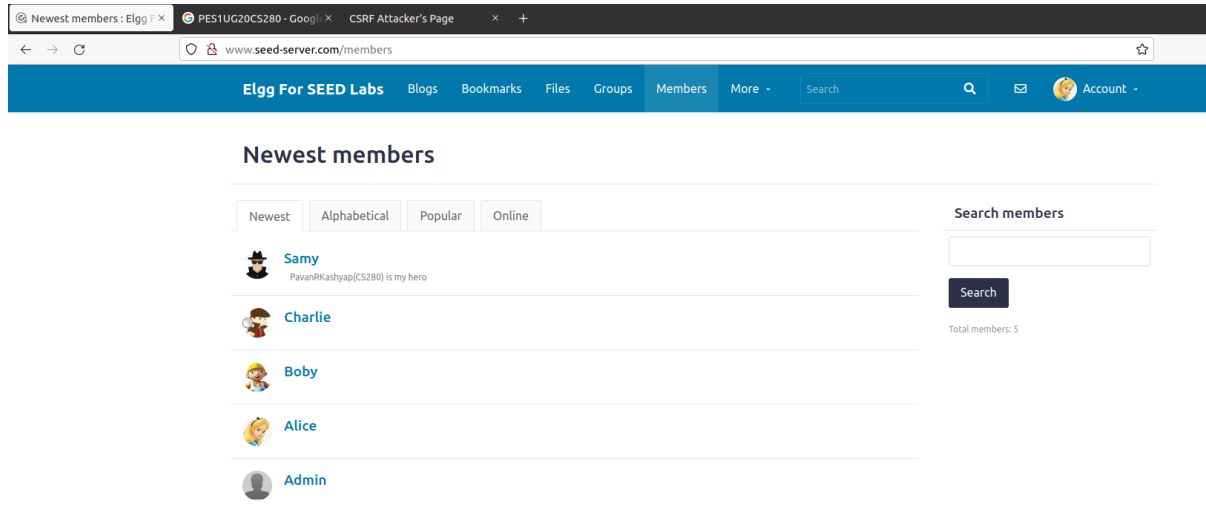 Newest members : Elgg F
PES1UG20CS280 - Googl
CSRF Attacker's Page
www.seed-server.com/members
Elgg For SEED Labs Blogs Bookmarks Files Groups Members More Search Account
Newest members
Newest Alphabetical Popular Online
Search members
Samy
PavanRKashyap(CS280) is my hero
Search
Charlie
Total members: 5
Boby
Alice
Admin